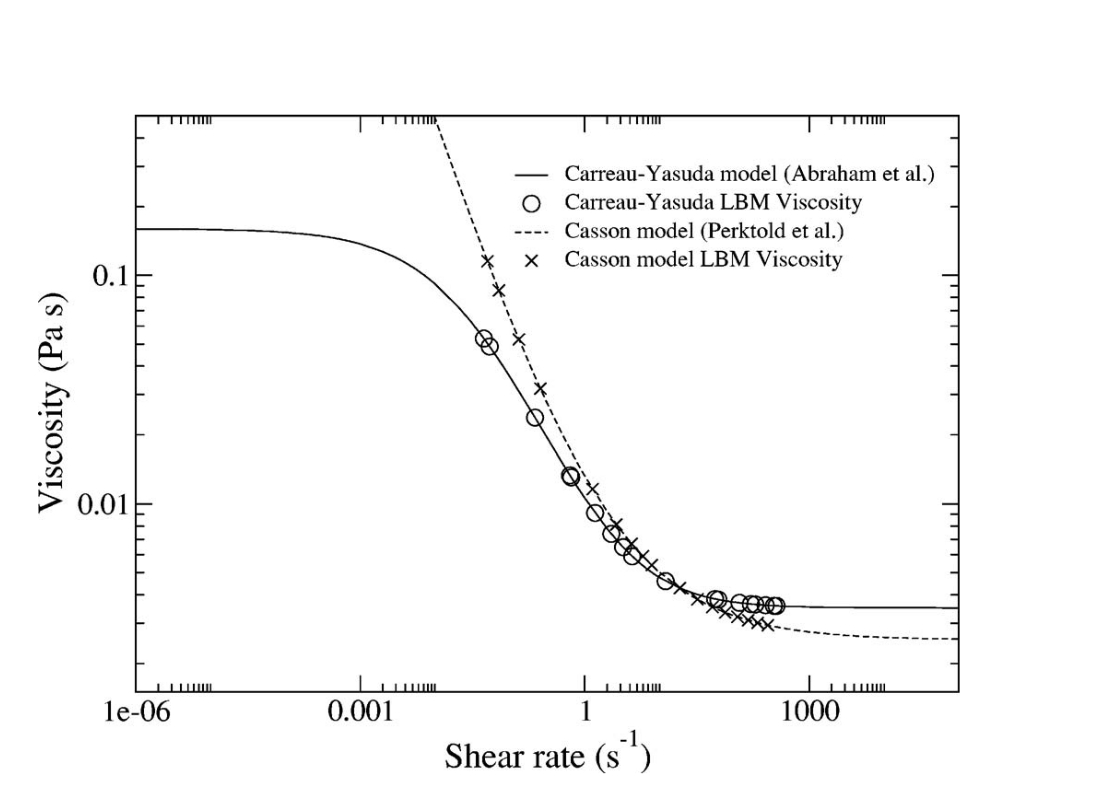 Carreau-Yasuda model (Abraham et al.)
Carreau-Yasuda LBM Viscosity
Casson model (Perktold et al.)
Casson model LBM Viscosity
0.1
0.01
Viscosity (Pa s)
1e-06 0.001 1 1000
Shear rate (s⁻¹)